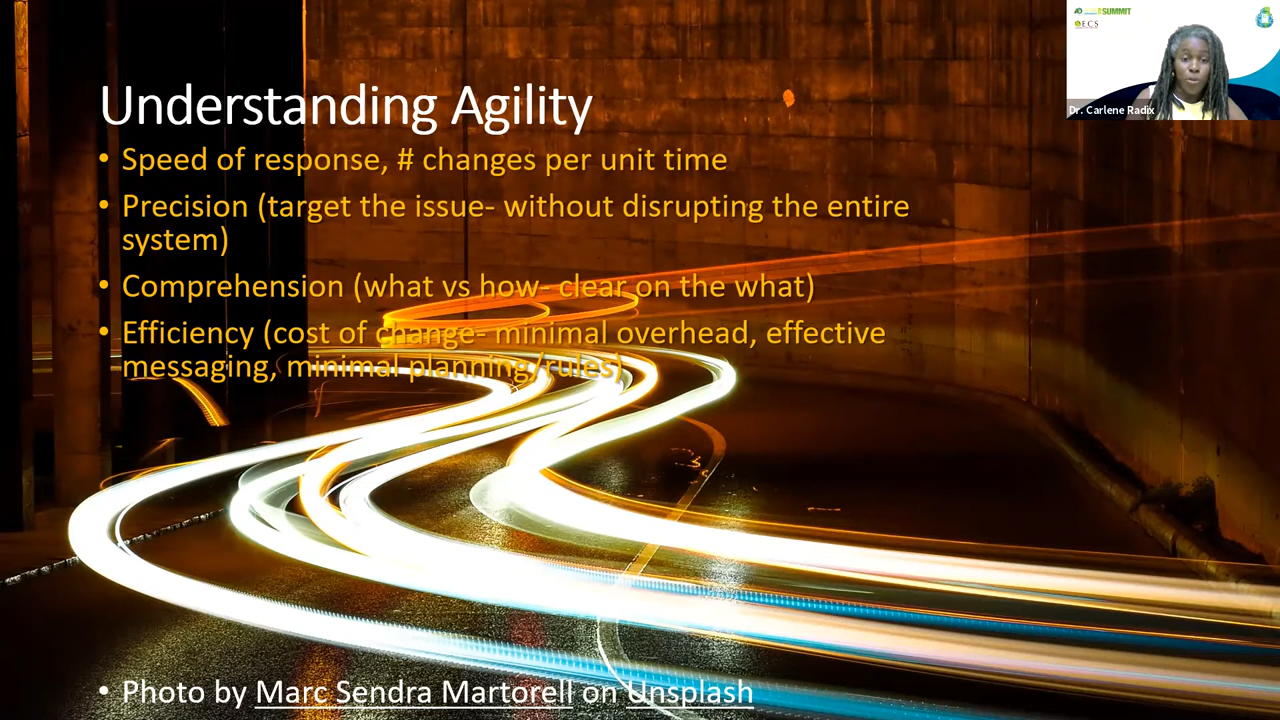 SUMMIT
ECS
Dr. Carlene Radix
Understanding Agility
• Speed of response, # changes per unit time
• Precision (target the issue- without disrupting the entire
system)
• Comprehension (what vs how- clear on the what)
• Efficiency (cost of change- minimal overhead, effective
messaging, minimal planning/rules)
• Photo by Marc Sendra Martorell on Unsplash